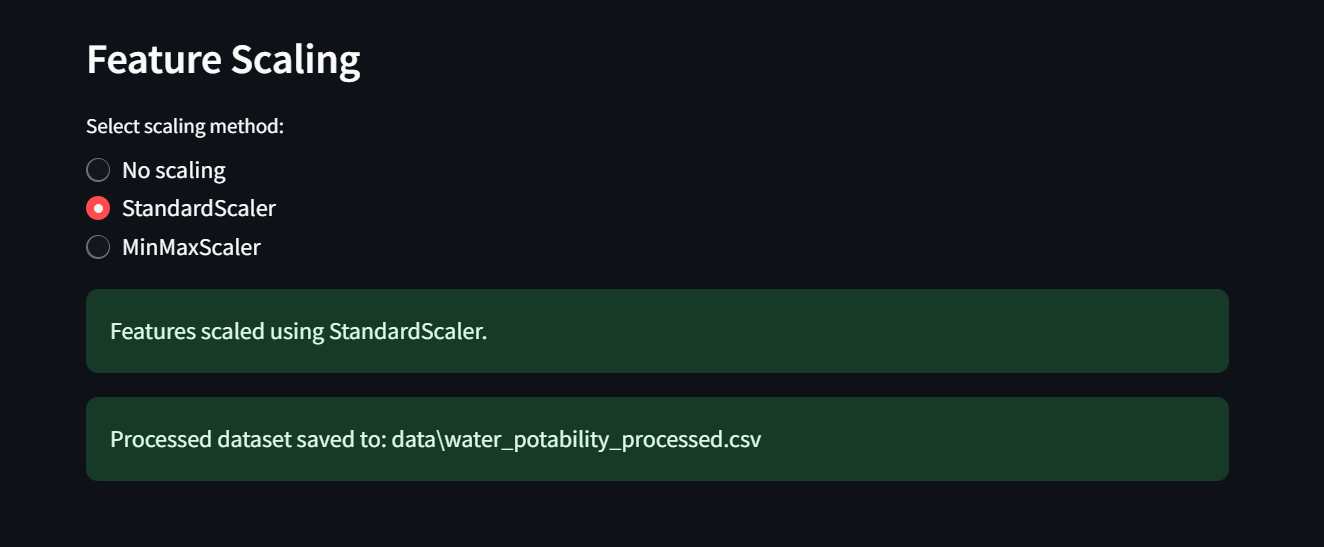 Feature Scaling
Select scaling method:
No scaling
StandardScaler
MinMaxScaler
Features scaled using StandardScaler.
Processed dataset saved to: data\water_potability_processed.csv